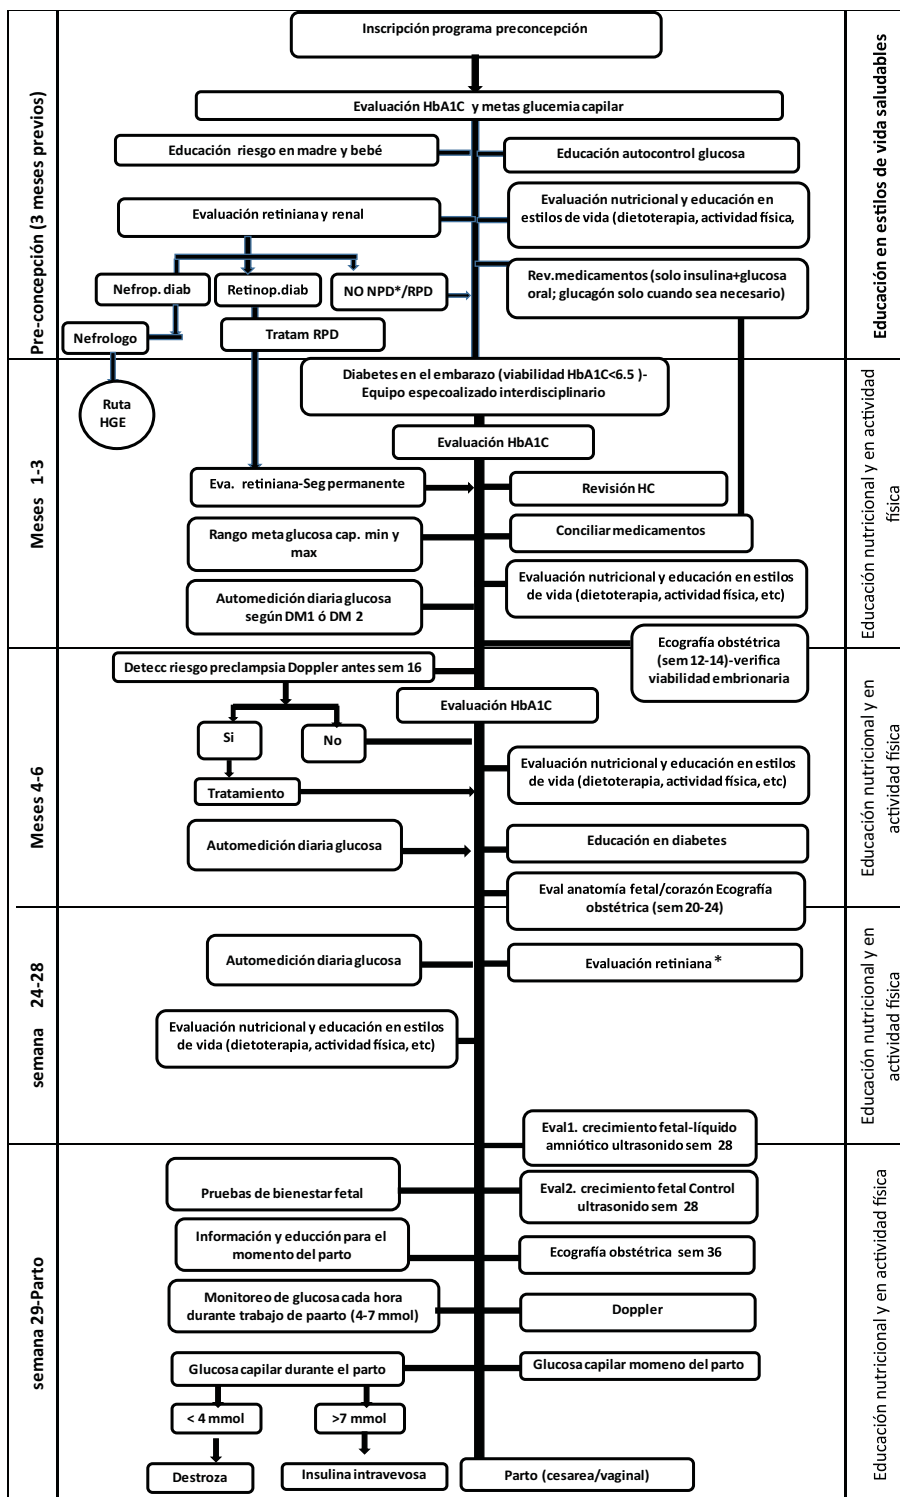 Inscripción programa preconcepción
Evaluación HbA1C y metas glucemia capilar
Educación riesgo en madre y bebé
Educación autocontrol glucosa
Evaluación retiniana y renal
Evaluación nutricional y educación en
estilos de vida (dietoterapia, actividad física,
Nefrop. diab
Retinop.diab
NO NPD*/RPD
Rev.medicamentos (solo insulina+glucosa
oral; glucagón solo cuando sea necesario)
Nefrologo
Tratam RPD
Ruta
HGE
Pre-concepción (3 meses previos)
Educación en estilos de vida saludables
Diabetes en el embarazo (viabilidad HbA1C<6.5 )-
Equipo especoalizado interdisciplinario
Evaluación HbA1C
Eva. retiniana-Seg permanente
Revisión HC
Rango meta glucosa cap. min y
max
Conciliar medicamentos
Automedición diaria glucosa
según DM1 ó DM 2
Evaluación nutricional y educación en estilos
de vida (dietoterapia, actividad física, etc)
Ecografía obstétrica
(sem 12-14)-verifica
viabilidad embrionaria
Meses 1-3
Educación nutricional y en actividad
física
Detecc riesgo preclampsia Doppler antes sem 16
Evaluación HbA1C
Si
No
Tratamiento
Evaluación nutricional y educación en estilos
de vida (dietoterapia, actividad física, etc)
Automedición diaria glucosa
Educación en diabetes
Eval anatomía fetal/corazón Ecografía
obstétrica (sem 20-24)
Meses 4-6
Educación nutricional y en
actividad física
Automedición diaria glucosa
Evaluación retiniana *
Evaluación nutricional y educación en estilos
de vida (dietoterapia, actividad física, etc)
semana 24-28
Educación nutricional y en
actividad física
Eval1. crecimiento fetal-líquido
amniótico ultrasonido sem 28
Pruebas de bienestar fetal
Eval2. crecimiento fetal Control
ultrasonido sem 28
Información y educción para el
momento del parto
Ecografía obstétrica sem 36
Monitoreo de glucosa cada hora
durante trabajo de paarto (4-7 mmol)
Doppler
Glucosa capilar durante el parto
Glucosa capilar momeno del parto
< 4 mmol
>7 mmol
Destroza
Insulina intravevosa
Parto (cesarea/vaginal)
semana 29-Parto
Educación nutricional y en actividad física